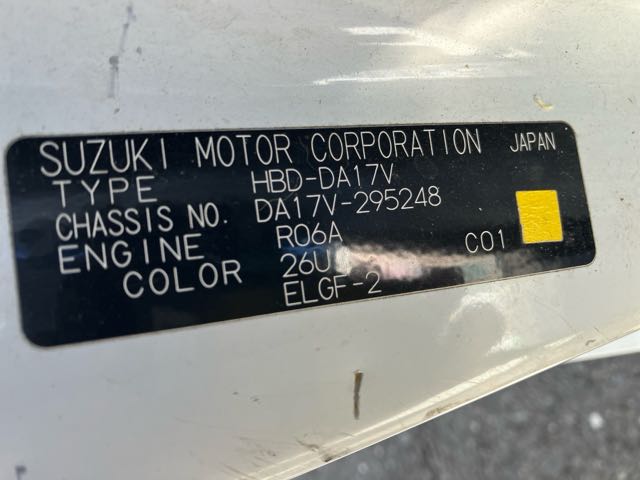 SUZUKI MOTOR CORPORATION JAPAN
TYPE HBD-DA17V
CHASSIS NO. DA17V-295248
ENGINE R06A
COLOR 26U C01
ELGF-2